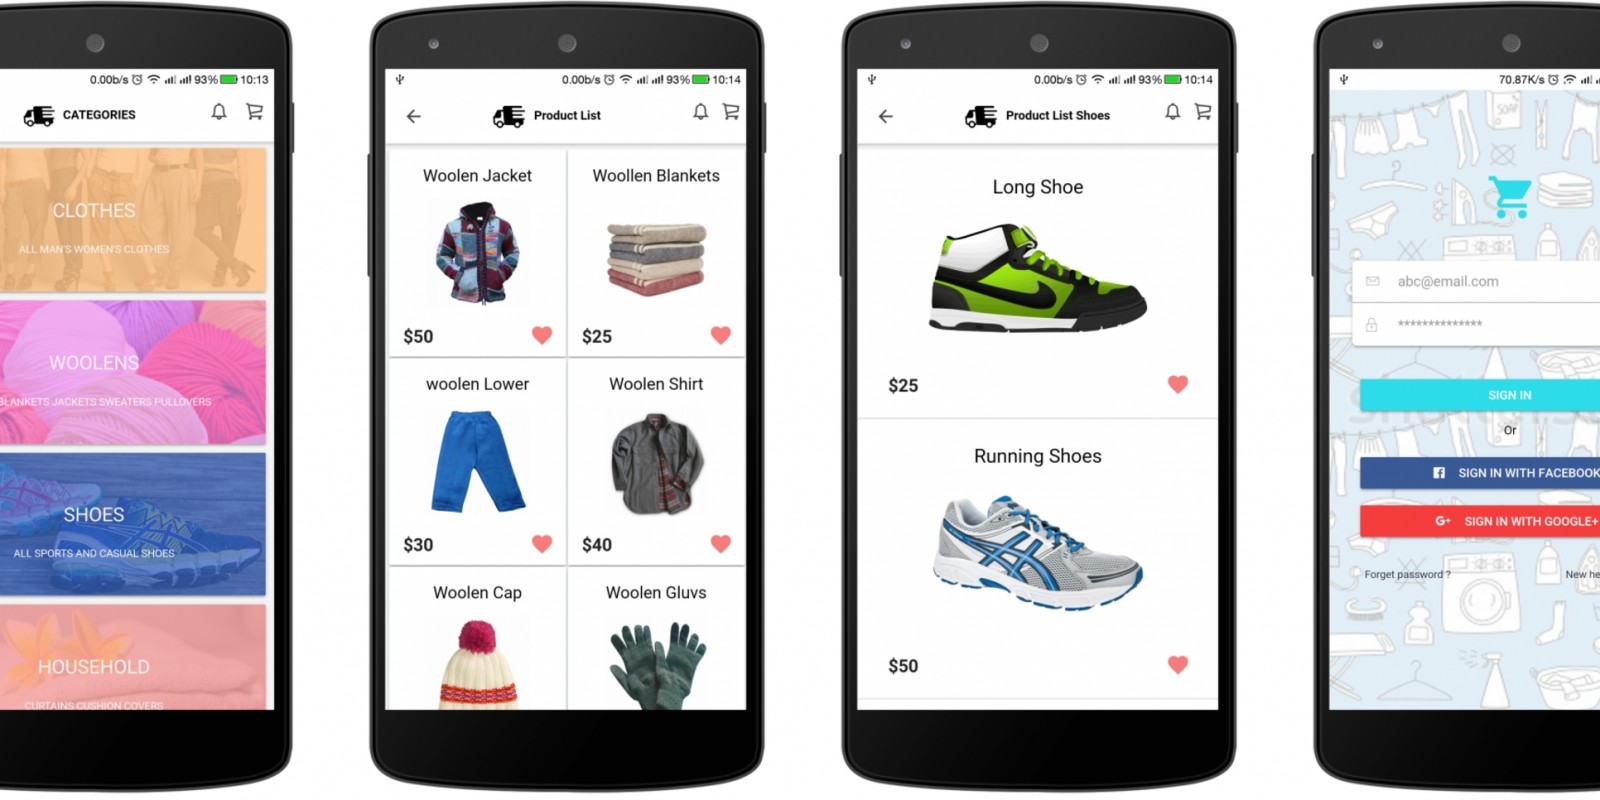 0.00b/s 93% 10:13
CATEGORIES
CLOTHES
ALL MAN'S WOMEN'S CLOTHES
WOOLENS
BLANKETS JACKETS SWEATERS PULLOVERS
SHOES
ALL SPORTS AND CASUAL SHOES
HOUSEHOLD
CURTAINS CUSHION COVERS
0.00b/s 93% 10:14
Product List
Woolen Jacket
Woollen Blankets
$50
$25
woolen Lower
Woolen Shirt
$30
$40
Woolen Cap
Woolen Gluvs
0.00b/s 93% 10:14
Product List Shoes
Long Shoe
$25
Running Shoes
$50
70.87K/s
SOAP
abc@email.com
**************
SIGN IN
Or
SIGN IN WITH FACEBOOK
G+ SIGN IN WITH GOOGLE+
Forget password ?
New he